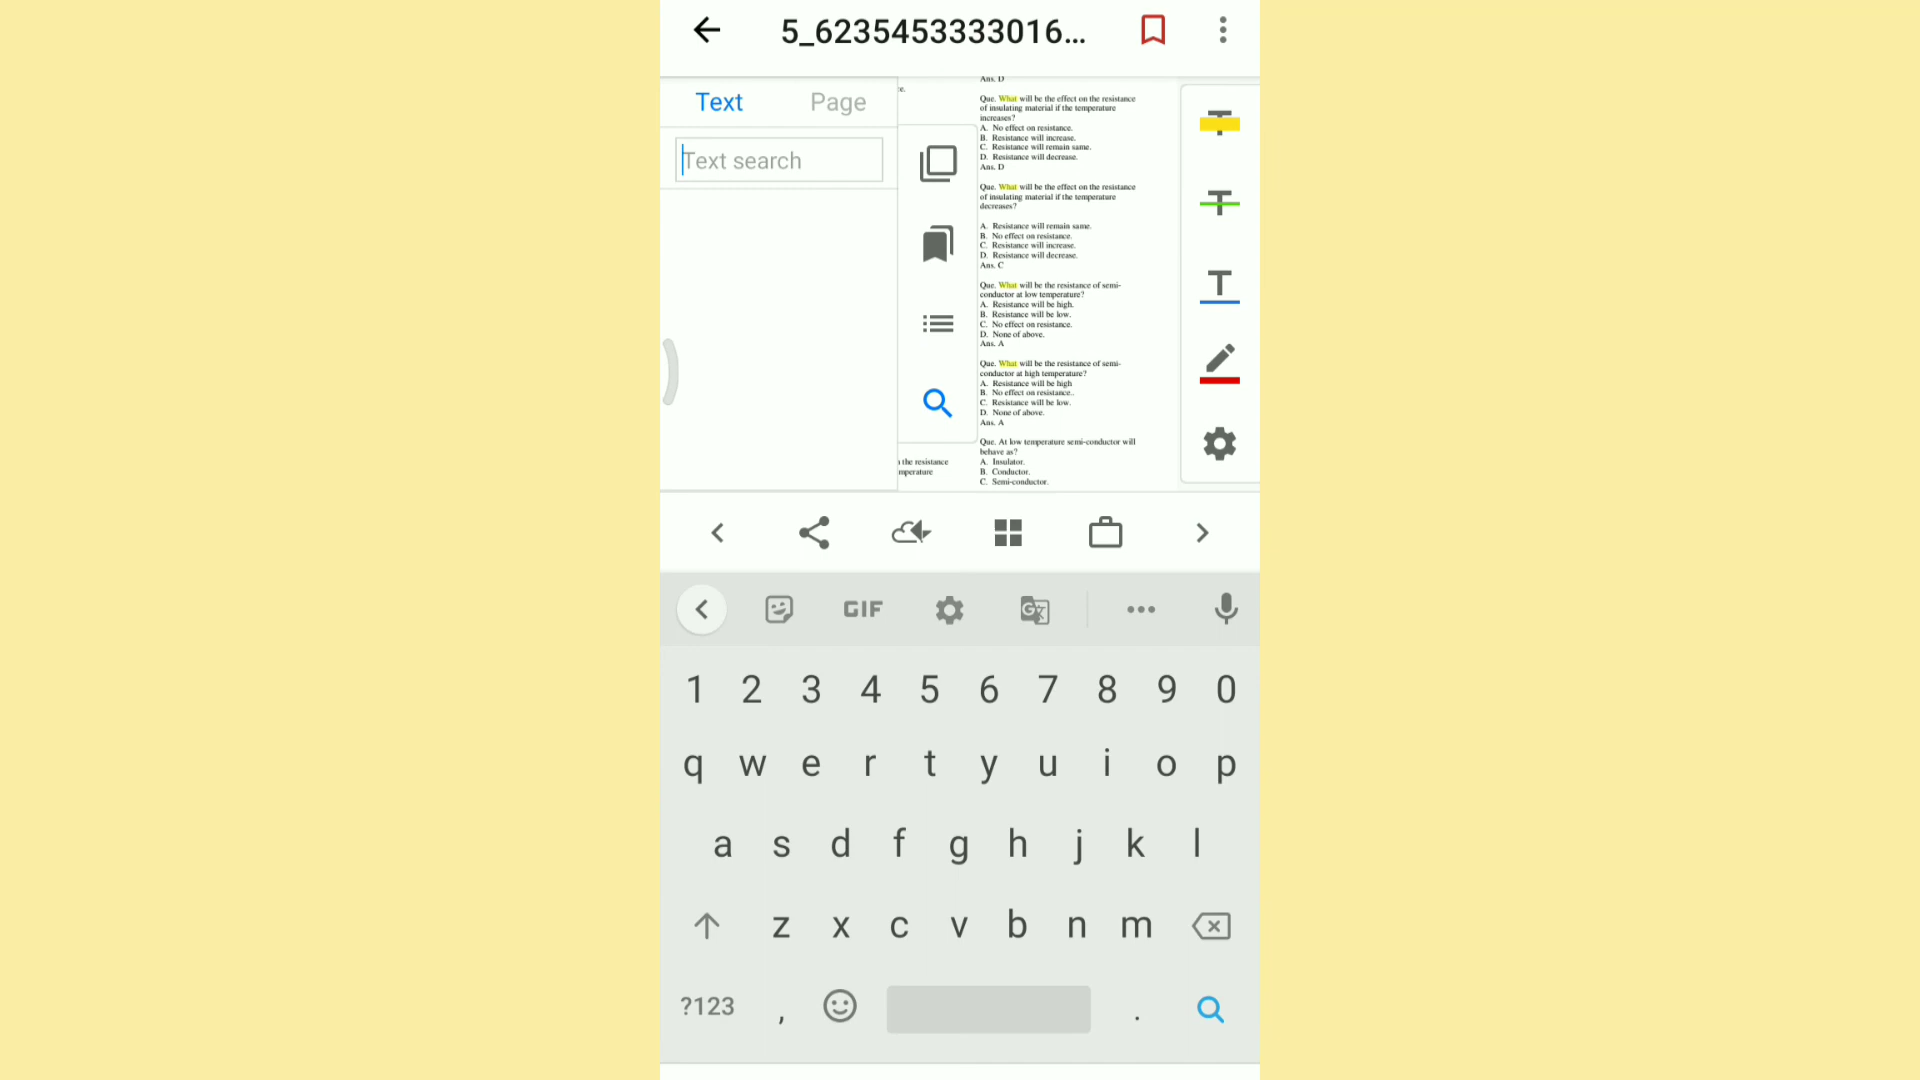 5_6235453333016...
Text Page
Text search
Ans. D
Que. What will be the effect on the resistance
of insulating material if the temperature
increases?
A. No effect on resistance.
B. Resistance will increase.
C. Resistance will remain same.
D. Resistance will decrease.
Ans. D
Que. What will be the effect on the resistance
of insulating material if the temperature
decreases?
A. Resistance will remain same.
B. No effect on resistance.
C. Resistance will increase.
D. Resistance will decrease.
Ans. C
Que. What will be the resistance of semi-
conductor at low temperature?
A. Resistance will be high.
B. Resistance will be low.
C. No effect on resistance.
D. None of above.
Ans. A
Que. What will be the resistance of semi-
conductor at high temperature?
A. Resistance will be high
B. No effect on resistance..
C. Resistance will be low.
D. None of above.
Ans. A
Que. At low temperature semi-conductor will
behave as?
A. Insulator.
B. Conductor.
C. Semi-conductor.
the resistance
mperature
GIF
1 2 3 4 5 6 7 8 9 0
q w e r t y u i o p
a s d f g h j k l
z x c v b n m
?123 , .